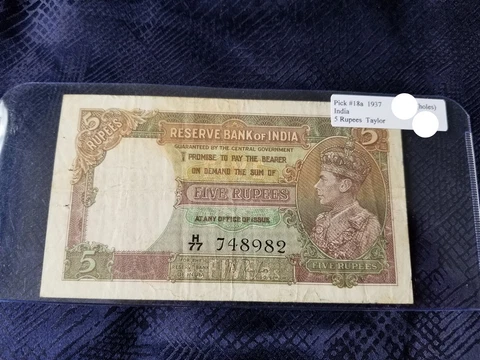 Pick #18a 1937 holes)
India
5 Rupees Taylor
5
RUPEES
5
RESERVE BANK OF INDIA
GUARANTEED BY THE CENTRAL GOVERNMENT
I PROMISE TO PAY THE BEARER
ON DEMAND THE SUM OF
FIVE RUPEES
AT ANY OFFICE OF ISSUE
H/77 748982
5
FIVE RUPEES